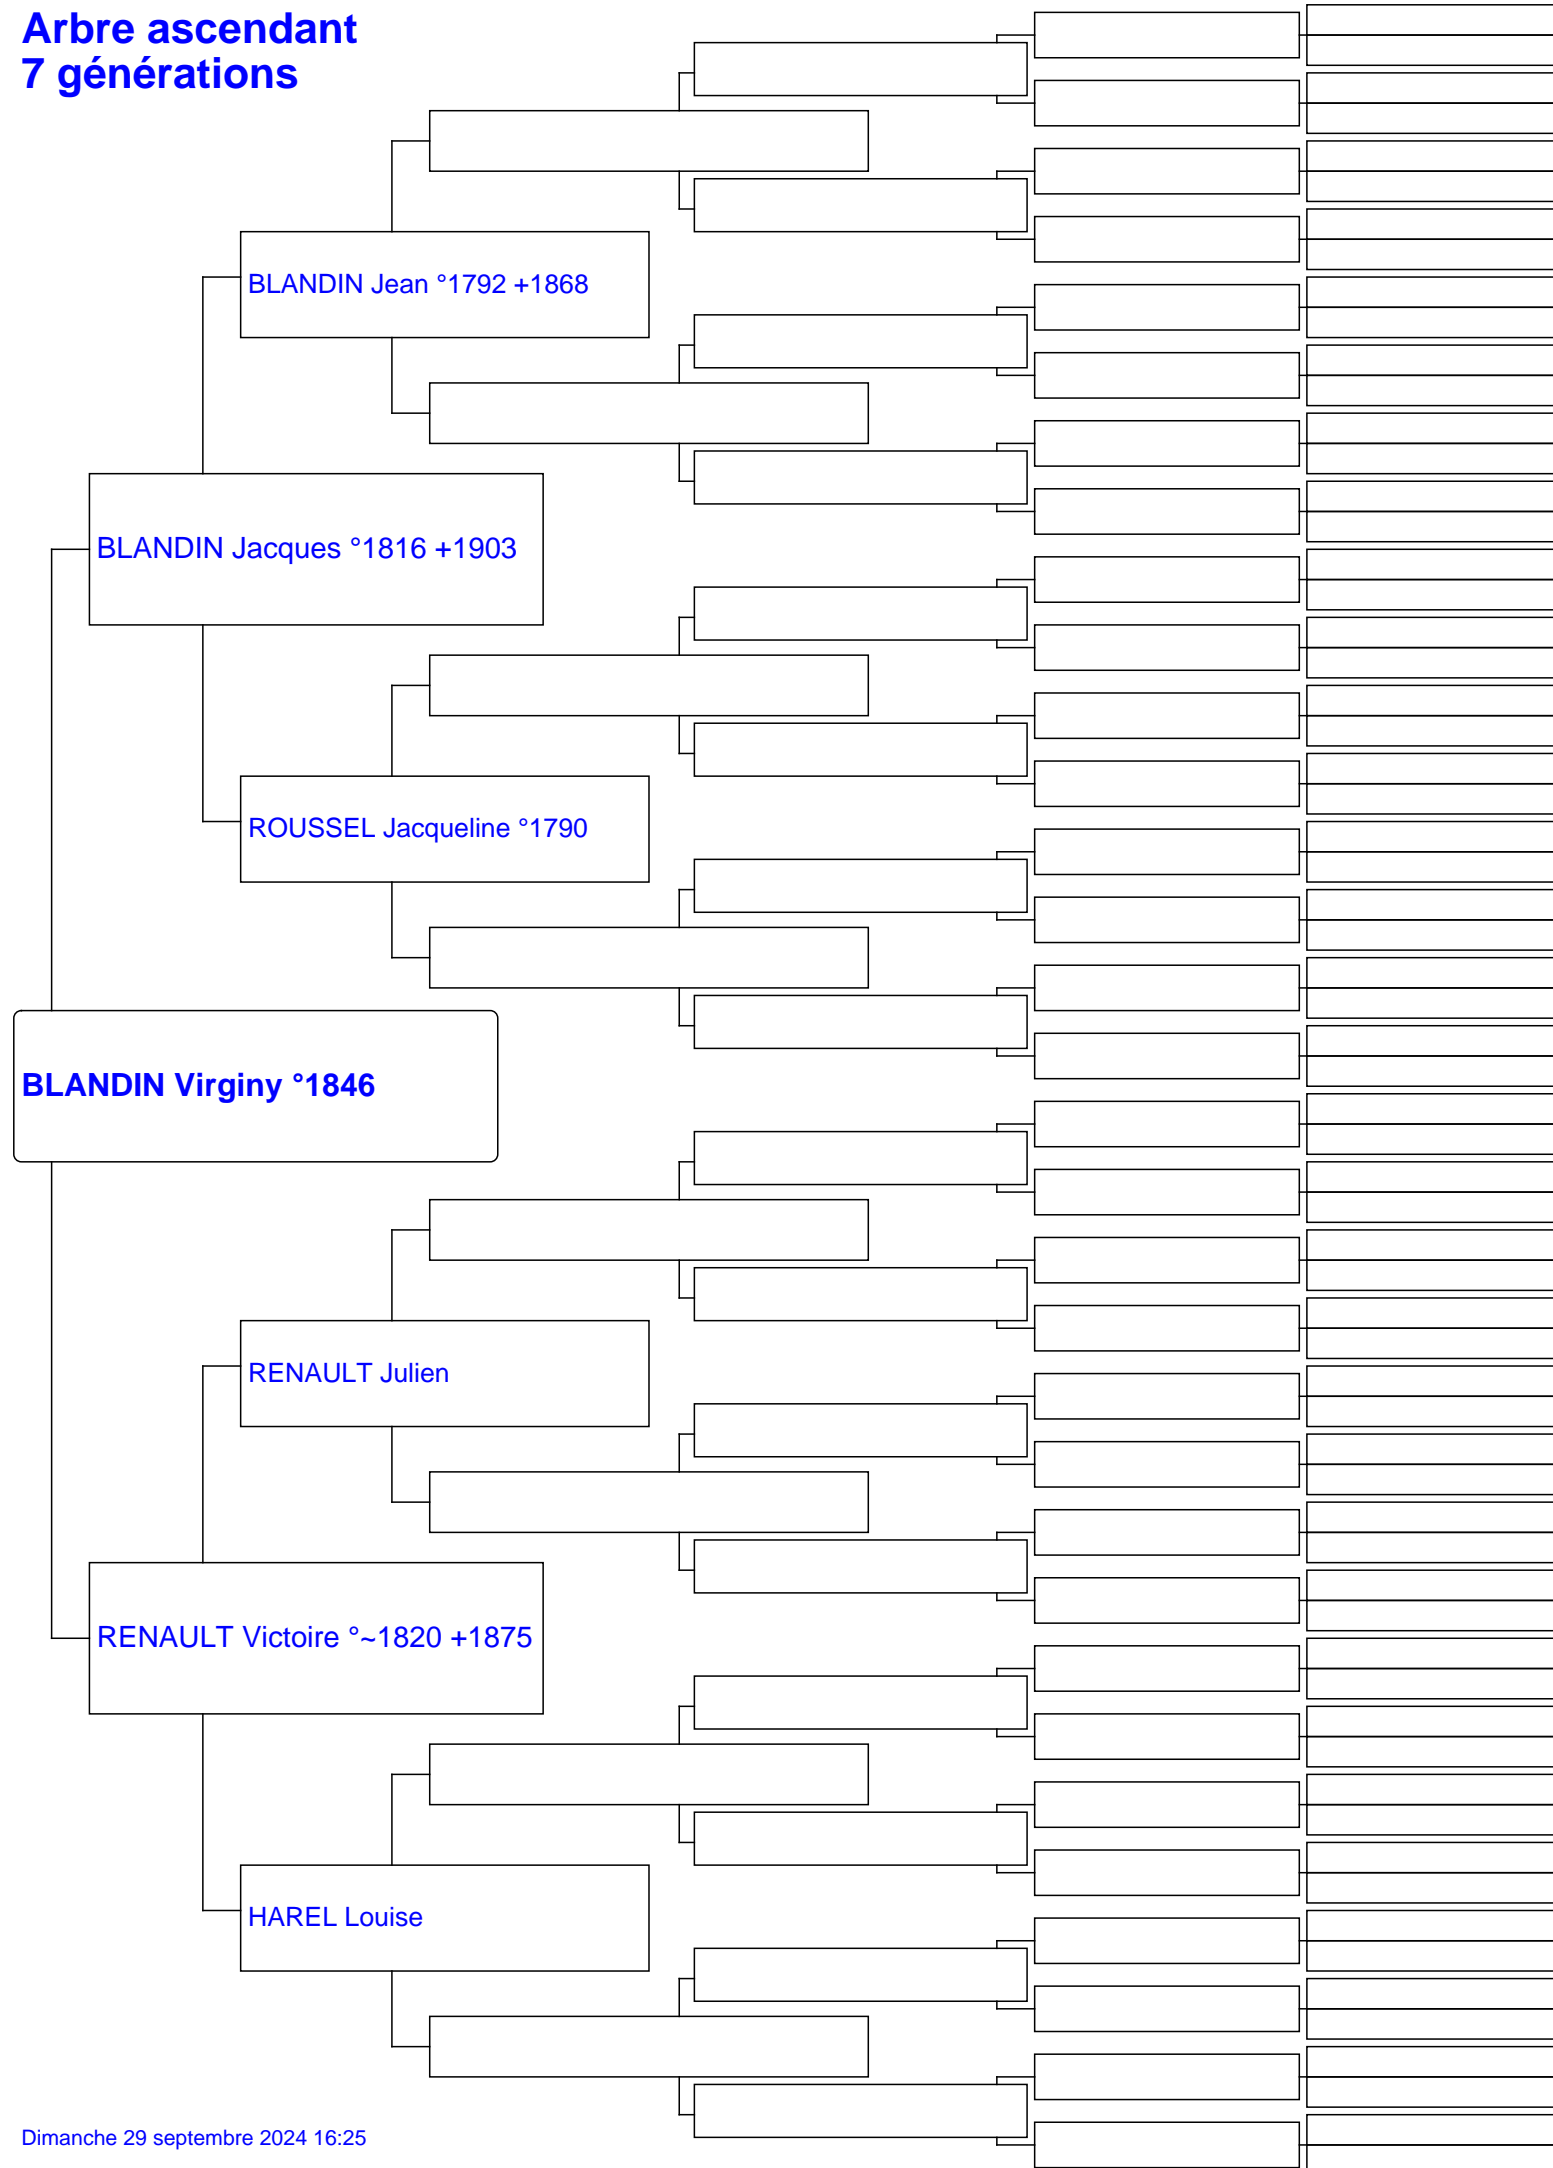 Arbre ascendant
7 générations
BLANDIN Jean °1792 +1868
BLANDIN Jacques °1816 +1903
ROUSSEL Jacqueline °1790
BLANDIN Virginy °1846
RENAULT Julien
RENAULT Victoire °~1820 +1875
HAREL Louise
Dimanche 29 septembre 2024 16:25